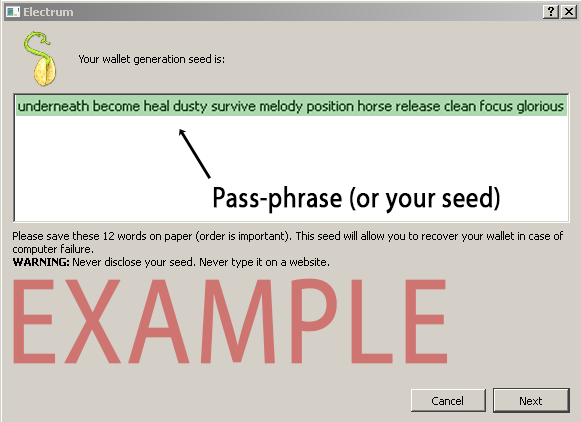 Electrum
Your wallet generation seed is:
underneath become heal dusty survive melody position horse release clean focus glorious
Pass-phrase (or your seed)
Please save these 12 words on paper (order is important). This seed will allow you to recover your wallet in case of
computer failure.
WARNING: Never disclose your seed. Never type it on a website.
EXAMPLE
Cancel Next